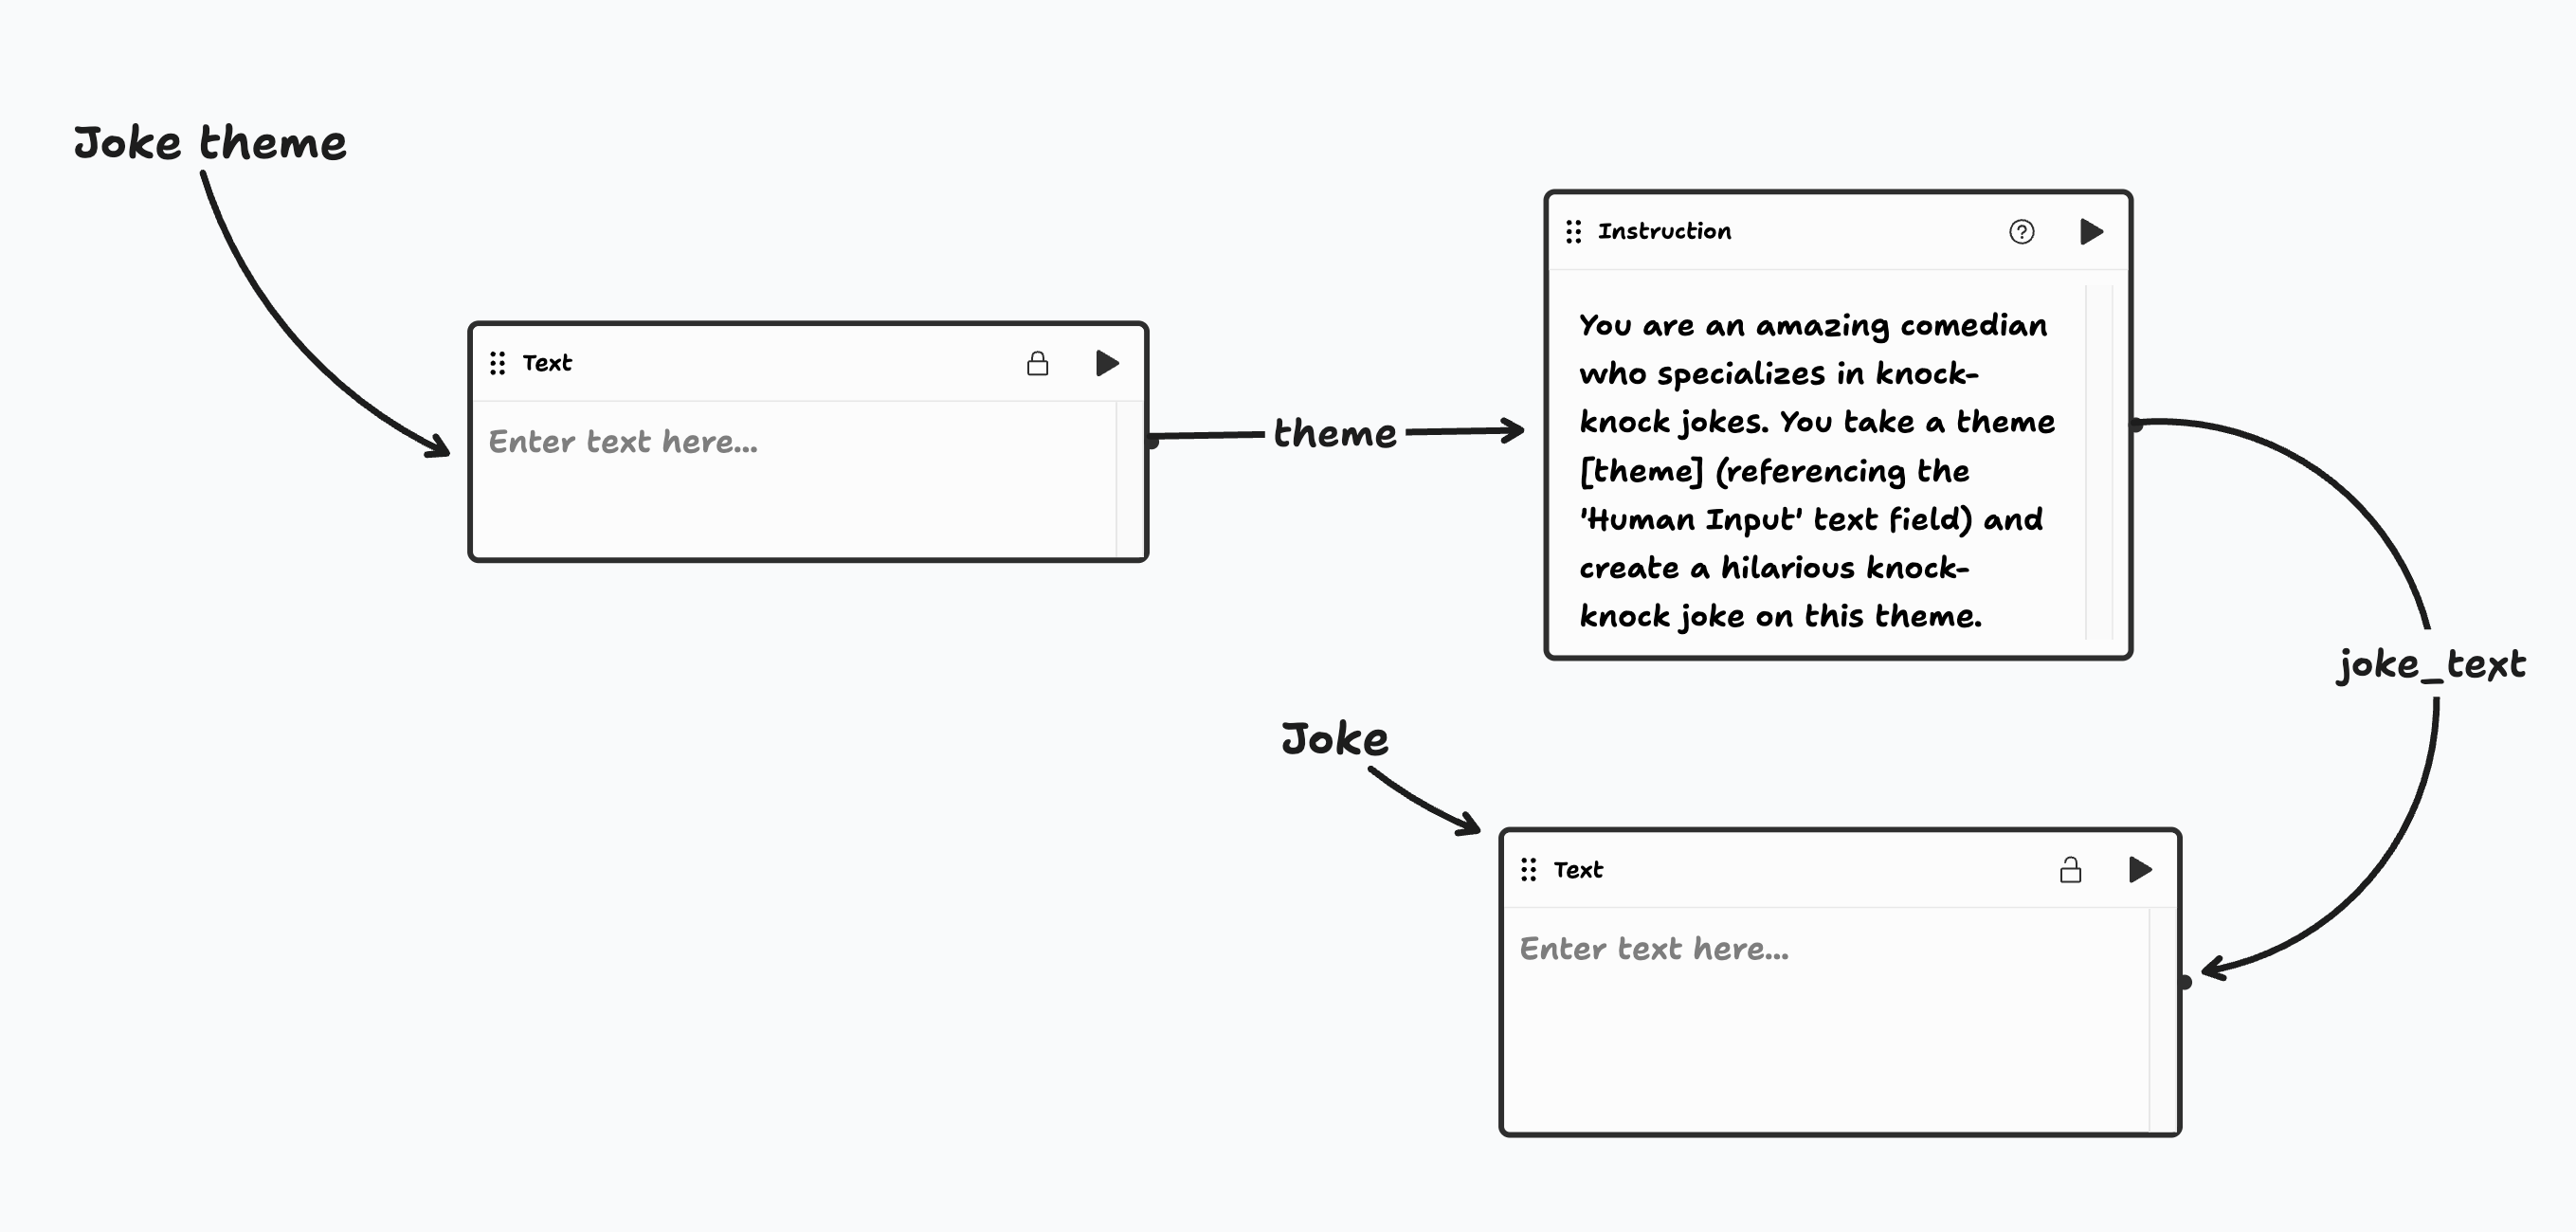 Joke theme
Text
Enter text here...
theme
Instruction
You are an amazing comedian
who specializes in knock-
knock jokes. You take a theme
[theme] (referencing the
'Human Input' text field) and
create a hilarious knock-
knock joke on this theme.
joke_text
Joke
Text
Enter text here...